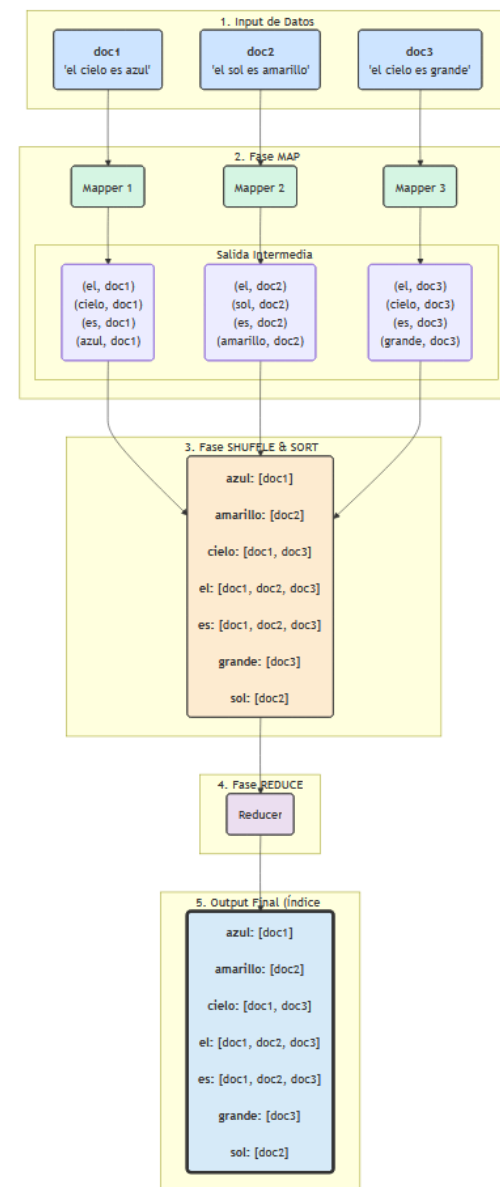 1. Input de Datos
doc1
'el cielo es azul'
doc2
'el sol es amarillo'
doc3
'el cielo es grande'
2. Fase MAP
Mapper 1
Mapper 2
Mapper 3
Salida Intermedia
(el, doc1)
(cielo, doc1)
(es, doc1)
(azul, doc1)
(el, doc2)
(sol, doc2)
(es, doc2)
(amarillo, doc2)
(el, doc3)
(cielo, doc3)
(es, doc3)
(grande, doc3)
3. Fase SHUFFLE & SORT
azul: [doc1]
amarillo: [doc2]
cielo: [doc1, doc3]
el: [doc1, doc2, doc3]
es: [doc1, doc2, doc3]
grande: [doc3]
sol: [doc2]
4. Fase REDUCE
Reducer
5. Output Final (Índice
azul: [doc1]
amarillo: [doc2]
cielo: [doc1, doc3]
el: [doc1, doc2, doc3]
es: [doc1, doc2, doc3]
grande: [doc3]
sol: [doc2]